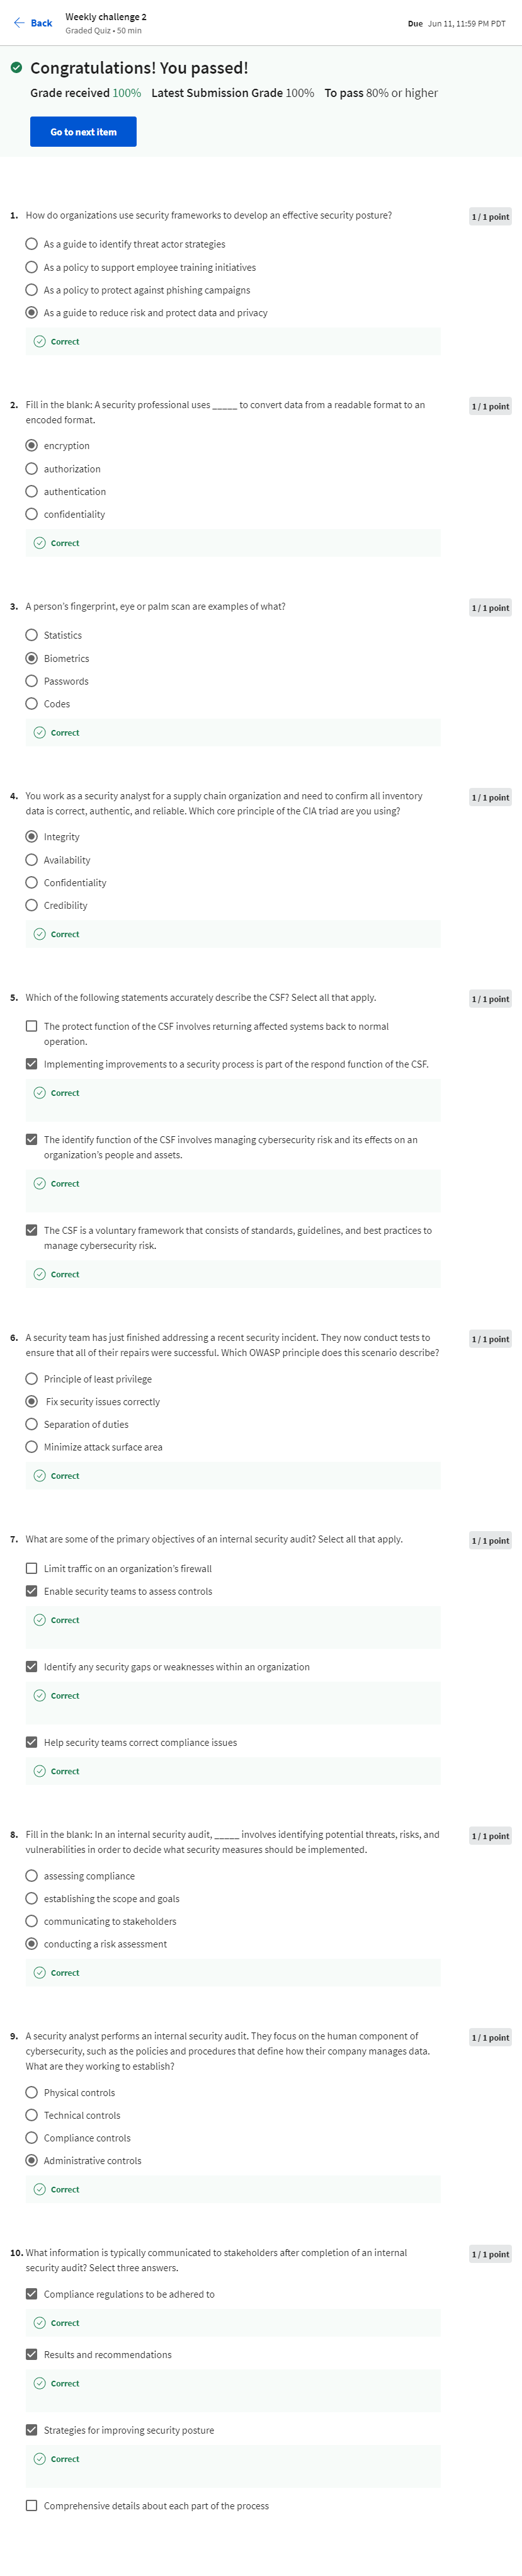 Back
Weekly challenge 2
Graded Quiz • 50 min
Due Jun 11, 11:59 PM PDT
Congratulations! You passed!
Grade received 100% Latest Submission Grade 100% To pass 80% or higher
Go to next item
1. How do organizations use security frameworks to develop an effective security posture?
1 / 1 point
As a guide to identify threat actor strategies
As a policy to support employee training initiatives
As a policy to protect against phishing campaigns
As a guide to reduce risk and protect data and privacy
Correct
2. Fill in the blank: A security professional uses _____ to convert data from a readable format to an
encoded format.
1 / 1 point
encryption
authorization
authentication
confidentiality
Correct
3. A person’s fingerprint, eye or palm scan are examples of what?
1 / 1 point
Statistics
Biometrics
Passwords
Codes
Correct
4. You work as a security analyst for a supply chain organization and need to confirm all inventory
data is correct, authentic, and reliable. Which core principle of the CIA triad are you using?
1 / 1 point
Integrity
Availability
Confidentiality
Credibility
Correct
5. Which of the following statements accurately describe the CSF? Select all that apply.
1 / 1 point
The protect function of the CSF involves returning affected systems back to normal
operation.
Implementing improvements to a security process is part of the respond function of the CSF.
Correct
The identify function of the CSF involves managing cybersecurity risk and its effects on an
organization’s people and assets.
Correct
The CSF is a voluntary framework that consists of standards, guidelines, and best practices to
manage cybersecurity risk.
Correct
6. A security team has just finished addressing a recent security incident. They now conduct tests to
ensure that all of their repairs were successful. Which OWASP principle does this scenario describe?
1 / 1 point
Principle of least privilege
Fix security issues correctly
Separation of duties
Minimize attack surface area
Correct
7. What are some of the primary objectives of an internal security audit? Select all that apply.
1 / 1 point
Limit traffic on an organization’s firewall
Enable security teams to assess controls
Correct
Identify any security gaps or weaknesses within an organization
Correct
Help security teams correct compliance issues
Correct
8. Fill in the blank: In an internal security audit, _____ involves identifying potential threats, risks, and
vulnerabilities in order to decide what security measures should be implemented.
1 / 1 point
assessing compliance
establishing the scope and goals
communicating to stakeholders
conducting a risk assessment
Correct
9. A security analyst performs an internal security audit. They focus on the human component of
cybersecurity, such as the policies and procedures that define how their company manages data.
What are they working to establish?
1 / 1 point
Physical controls
Technical controls
Compliance controls
Administrative controls
Correct
10. What information is typically communicated to stakeholders after completion of an internal
security audit? Select three answers.
1 / 1 point
Compliance regulations to be adhered to
Correct
Results and recommendations
Correct
Strategies for improving security posture
Correct
Comprehensive details about each part of the process